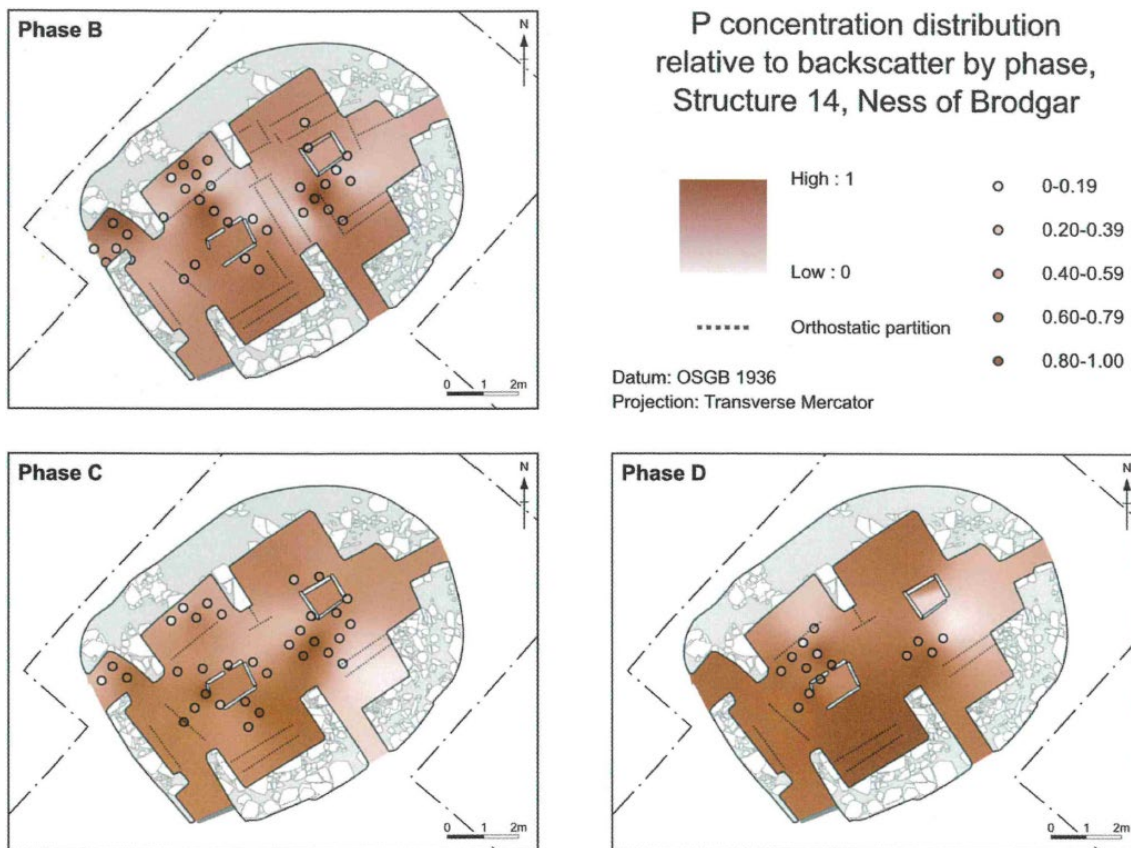 Phase B
N
0 1 2m
P concentration distribution
relative to backscatter by phase,
Structure 14, Ness of Brodgar
High : 1
Low : 0
Orthostatic partition
0-0.19
0.20-0.39
0.40-0.59
0.60-0.79
0.80-1.00
Datum: OSGB 1936
Projection: Transverse Mercator
Phase C
N
0 1 2m
Phase D
N
0 1 2m